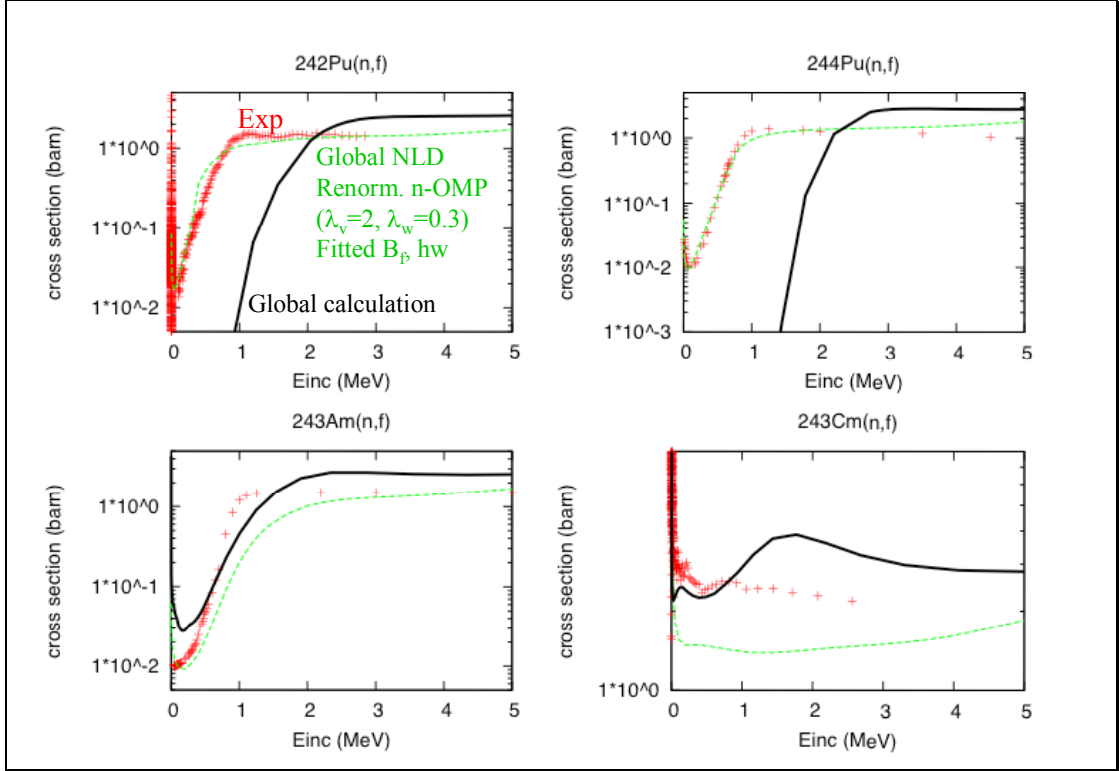 242Pu(n,f)
cross section (barn)
1*10^0
1*10^-1
1*10^-2
0 1 2 3 4 5
Einc (MeV)
Exp
Global NLD
Renorm. n-OMP
(λv=2, λw=0.3)
Fitted Bf, hw
Global calculation
244Pu(n,f)
cross section (barn)
1*10^0
1*10^-1
1*10^-2
1*10^-3
0 1 2 3 4 5
Einc (MeV)
243Am(n,f)
cross section (barn)
1*10^0
1*10^-1
1*10^-2
0 1 2 3 4 5
Einc (MeV)
243Cm(n,f)
cross section (barn)
1*10^0
0 1 2 3 4 5
Einc (MeV)